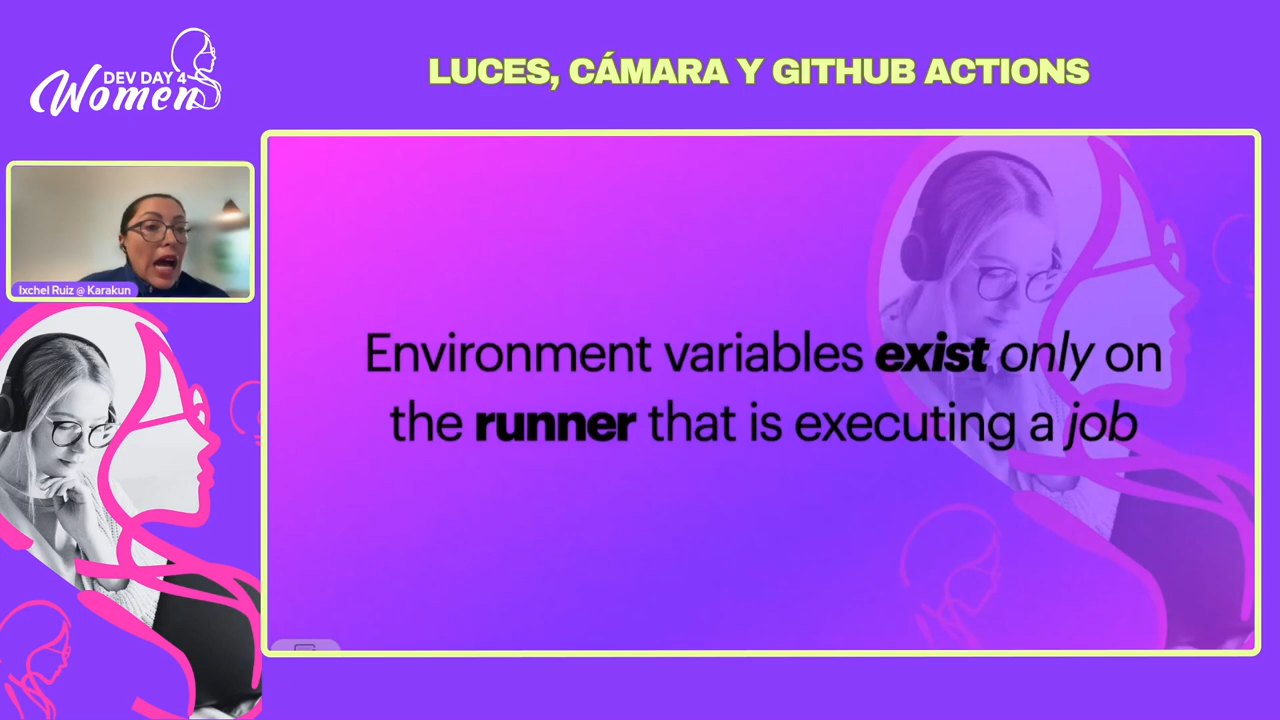 DEV DAY 4
Women
LUCES, CÁMARA Y GITHUB ACTIONS
Ixchel Ruiz @ Karakun
Environment variables exist only on
the runner that is executing a job